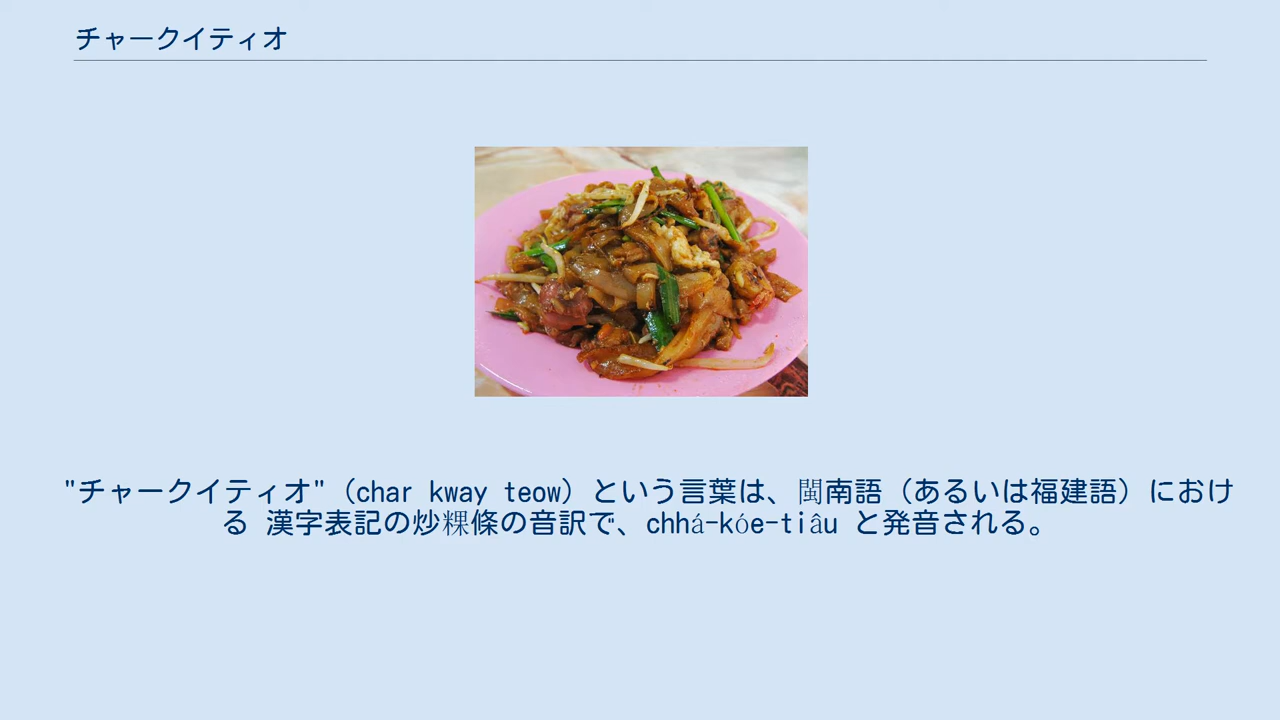 チャークイティオ
"チャークイティオ"（char kway teow）という言葉は、閩南語（あるいは福建語）におけ
る 漢字表記の炒粿條の音訳で、chhá-kóe-tiâu と発音される。